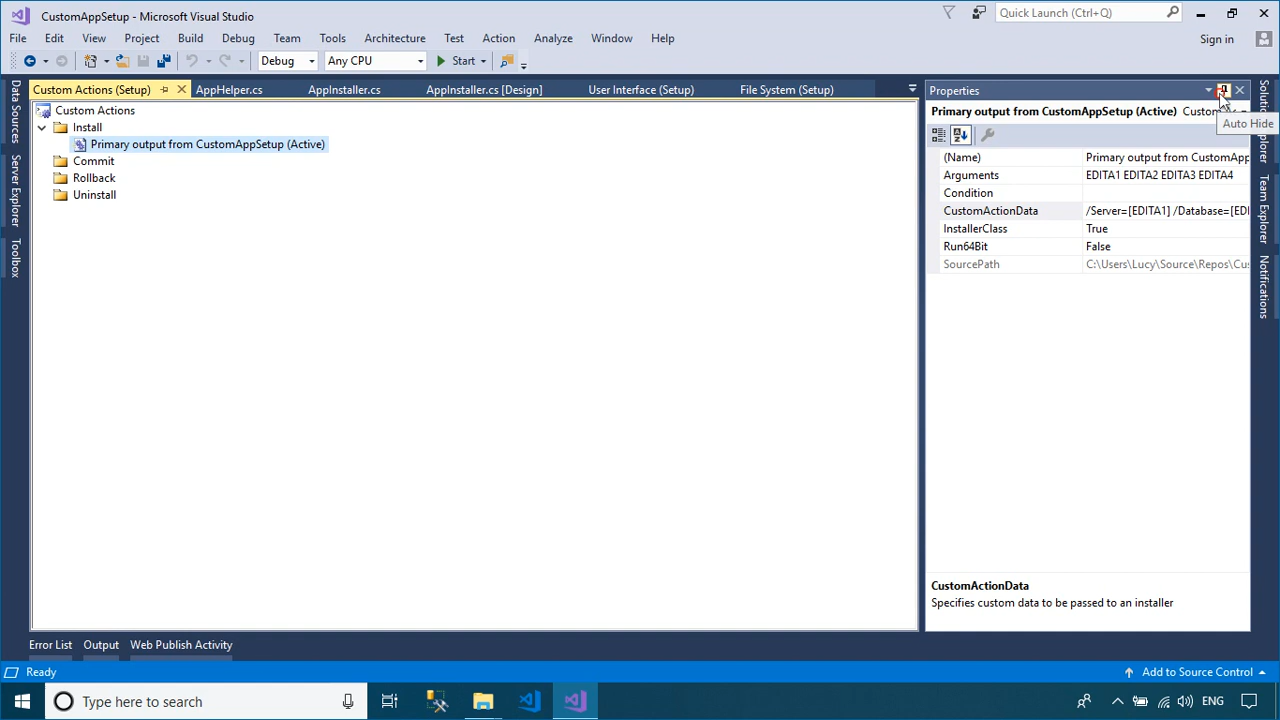 CustomAppSetup - Microsoft Visual Studio
Quick Launch (Ctrl+Q)
File Edit View Project Build Debug Team Tools Architecture Test Action Analyze Window Help
Sign in
Debug Any CPU Start
Custom Actions (Setup) AppHelper.cs AppInstaller.cs AppInstaller.cs [Design] User Interface (Setup) File System (Setup)
Data Sources
Server Explorer
Toolbox
Custom Actions
Install
Primary output from CustomAppSetup (Active)
Commit
Rollback
Uninstall
Properties
Primary output from CustomAppSetup (Active)
Auto Hide
(Name) Primary output from CustomApp
Arguments EDITA1 EDITA2 EDITA3 EDITA4
Condition
CustomActionData /Server=[EDITA1] /Database=[EDI
InstallerClass True
Run64Bit False
SourcePath C:\Users\Lucy\Source\Repos\Cus
CustomActionData
Specifies custom data to be passed to an installer
Team Explorer
Notifications
Error List Output Web Publish Activity
Ready
Add to Source Control
Type here to search
ENG